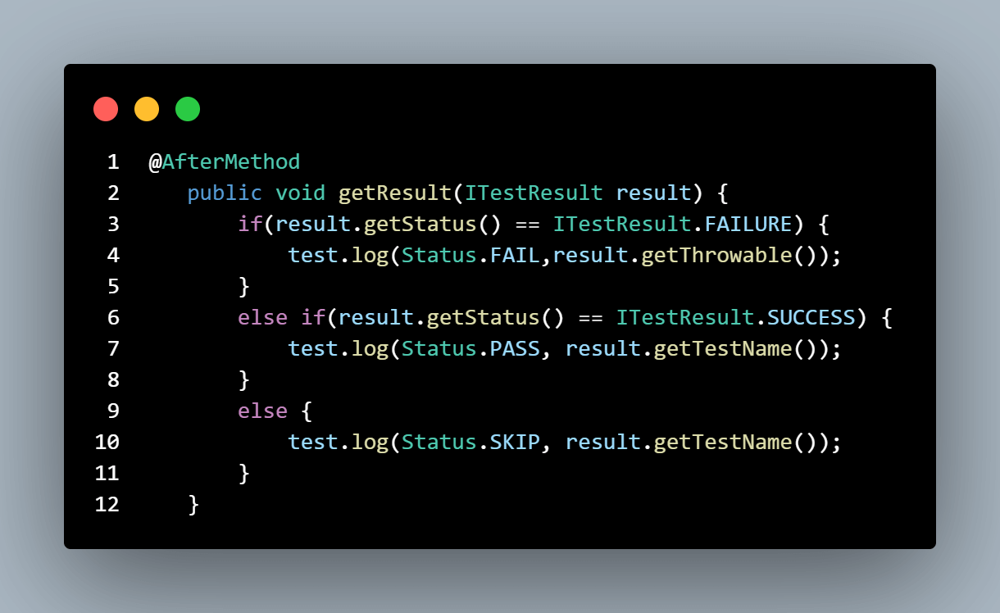 1 @AfterMethod
2    public void getResult(ITestResult result) {
3        if(result.getStatus() == ITestResult.FAILURE) {
4            test.log(Status.FAIL,result.getThrowable());
5        }
6        else if(result.getStatus() == ITestResult.SUCCESS) {
7            test.log(Status.PASS, result.getTestName());
8        }
9        else {
10            test.log(Status.SKIP, result.getTestName());
11        }
12    }